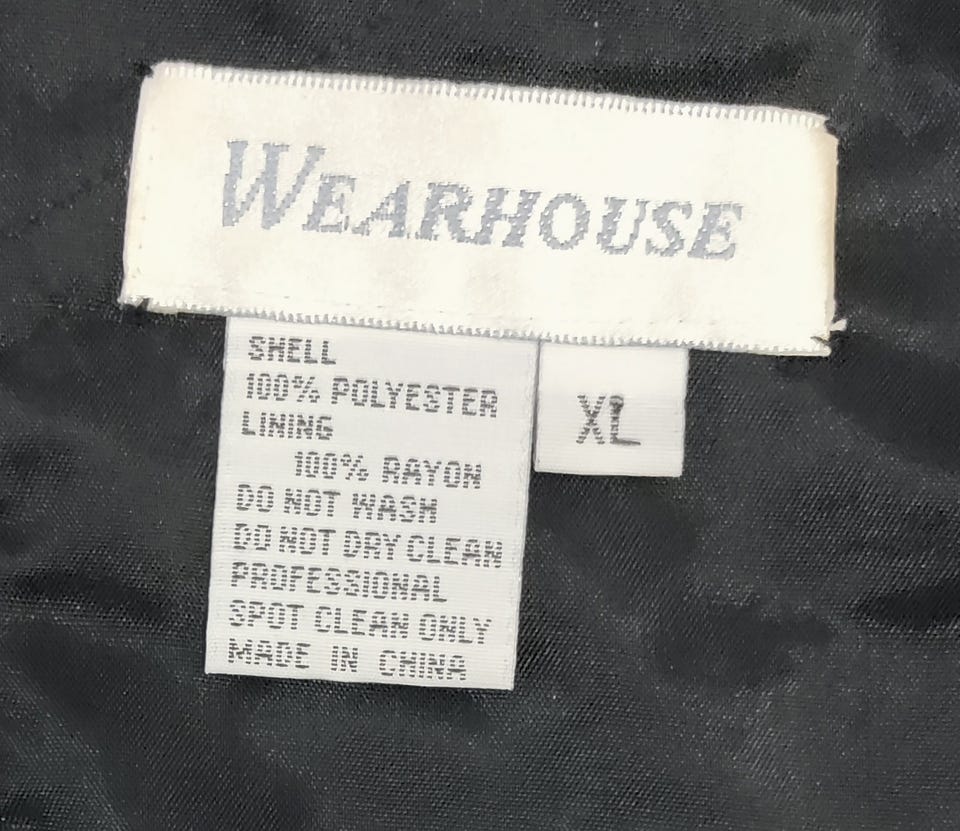 WEARHOUSE
SHELL
100% POLYESTER
LINING
100% RAYON
DO NOT WASH
DO NOT DRY CLEAN
PROFESSIONAL
SPOT CLEAN ONLY
MADE IN CHINA
XL